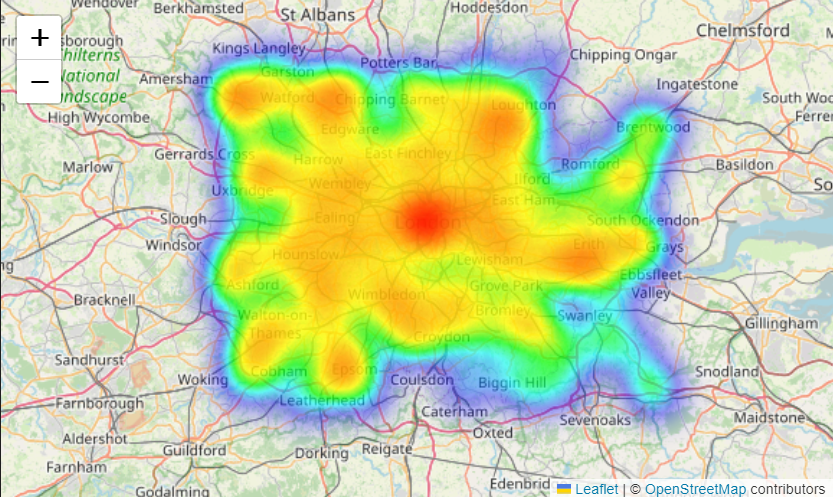 Wendover
Berkhamsted
St Albans
Hoddesdon
Chelmsford
+
−
Kings Langley
Potters Bar
Chipping Ongar
Chilterns
National
Landscape
Amersham
Garston
Watford
Chipping Barnet
Loughton
Ingatestone
High Wycombe
Edgware
Brentwood
Gerrards Cross
Harrow
East Finchley
Romford
Basildon
Marlow
Uxbridge
Wembley
Ilford
East Ham
Slough
Ealing
London
South Ockendon
Windsor
Hounslow
Lewisham
Erith
Grays
Ashford
Wimbledon
Grove Park
Ebbsfleet
Valley
Bracknell
Walton-on-
Thames
Bromley
Swanley
Gillingham
Croydon
Sandhurst
Woking
Cobham
Epsom
Coulsdon
Biggin Hill
Snodland
Farnborough
Leatherhead
Caterham
Sevenoaks
Maidstone
Aldershot
Guildford
Dorking
Reigate
Oxted
Farnham
Godalming
Edenbrid
Leaflet | © OpenStreetMap contributors